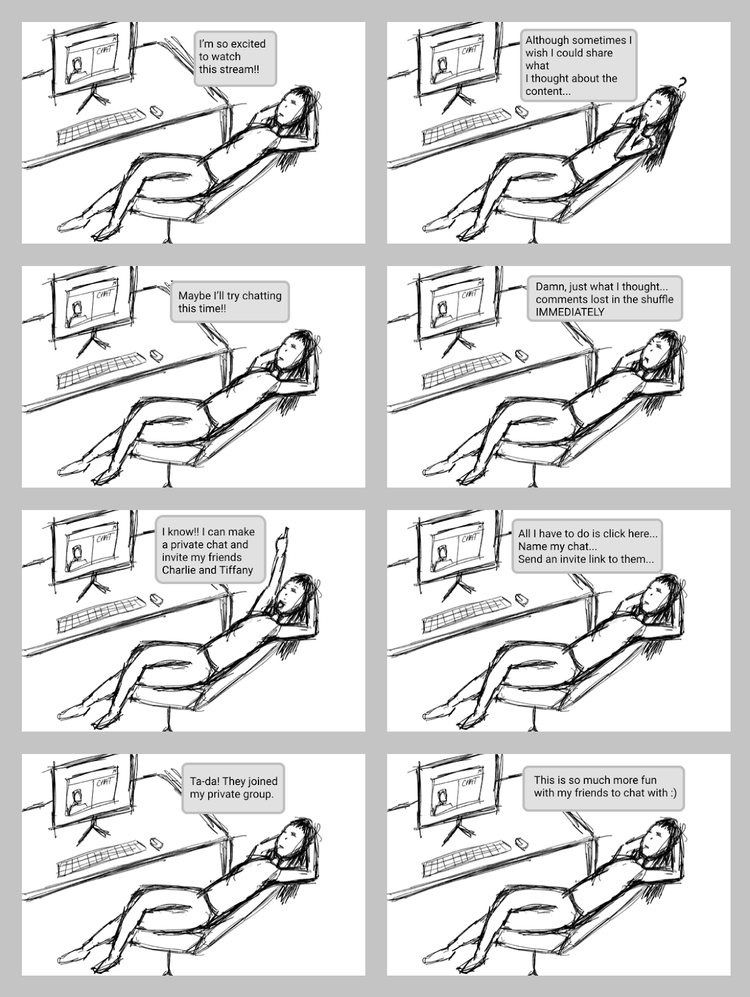 CHAT
I'm so excited
to watch
this stream!!
CHAT
Although sometimes I
wish I could share
what
I thought about the
content...
?
CHAT
Maybe I'll try chatting
this time!!
CHAT
Damn, just what I thought...
comments lost in the shuffle
IMMEDIATELY
CHAT
I know!! I can make
a private chat and
invite my friends
Charlie and Tiffany
CHAT
All I have to do is click here...
Name my chat...
Send an invite link to them...
CHAT
Ta-da! They joined
my private group.
CHAT
This is so much more fun
with my friends to chat with :)